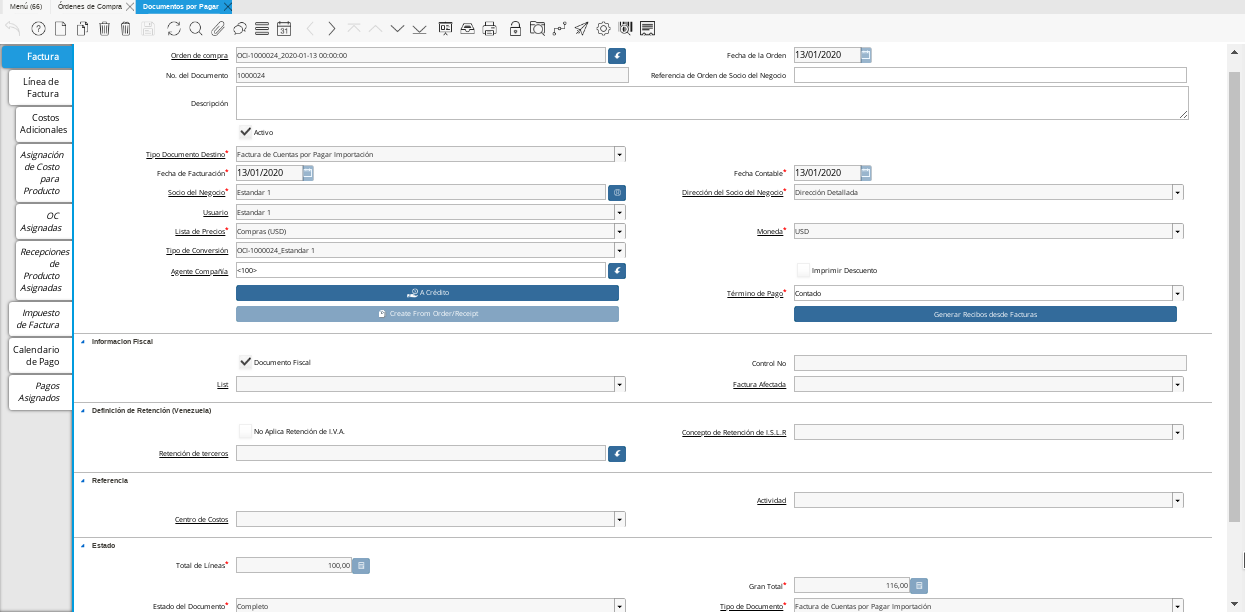 Menú (66)
Órdenes de Compra
Documentos por Pagar
Factura
Línea de
Factura
Costos
Adicionales
Asignación
de Costo
para
Producto
OC
Asignadas
Recepciones
de
Producto
Asignadas
Impuesto
de Factura
Calendario
de Pago
Pagos
Asignados
Orden de compra OCI-1000024_2020-01-13 00:00:00 Fecha de la Orden 13/01/2020
No. del Documento 1000024 Referencia de Orden de Socio del Negocio
Descripción
Activo
Tipo Documento Destino* Factura de Cuentas por Pagar Importación
Fecha de Facturación* 13/01/2020 Fecha Contable* 13/01/2020
Socio del Negocio* Estandar 1 Dirección del Socio del Negocio* Dirección Detallada
Usuario Estandar 1
Lista de Precios* Compras (USD) Moneda* USD
Tipo de Conversión OCI-1000024_Estandar 1
Agente Compañía <100> Imprimir Descuento
A Crédito Término de Pago* Contado
Create From Order/Receipt Generar Recibos desde Facturas
Informacion Fiscal
Documento Fiscal Control No
List Factura Afectada
Definición de Retención (Venezuela)
No Aplica Retención de I.V.A. Concepto de Retención de I.S.L.R
Retención de terceros
Referencia
Actividad
Centro de Costos
Estado
Total de Líneas* 100,00
Gran Total* 116,00
Estado del Documento* Completo Tipo de Documento* Factura de Cuentas por Pagar Importación